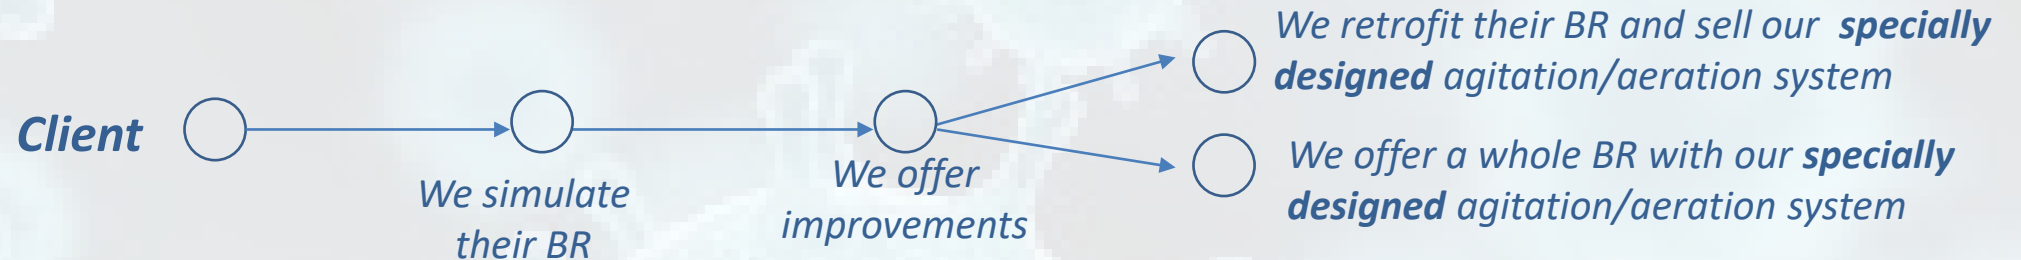 Client
We simulate
their BR
We offer
improvements
We retrofit their BR and sell our specially
designed agitation/aeration system
We offer a whole BR with our specially
designed agitation/aeration system